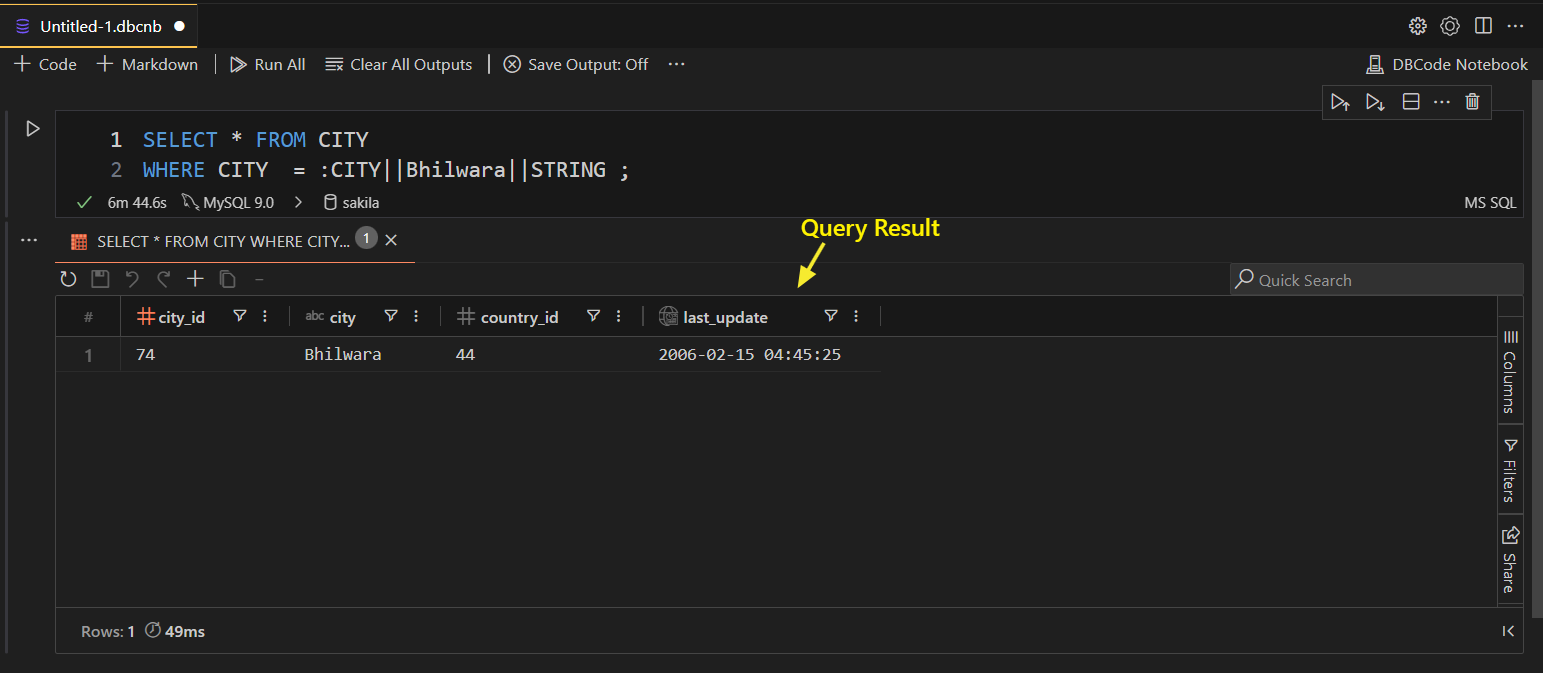 Untitled-1.dbcnb
Code Markdown Run All Clear All Outputs Save Output: Off ... DBCode Notebook
1 SELECT * FROM CITY
2 WHERE CITY  = :CITY||Bhilwara||STRING ;
6m 44.6s MySQL 9.0 > sakila MS SQL
Query Result
SELECT * FROM CITY WHERE CITY... 1
Quick Search
# city_id abc city country_id last_update
1 74 Bhilwara 44 2006-02-15 04:45:25
Columns
Filters
Share
Rows: 1 49ms